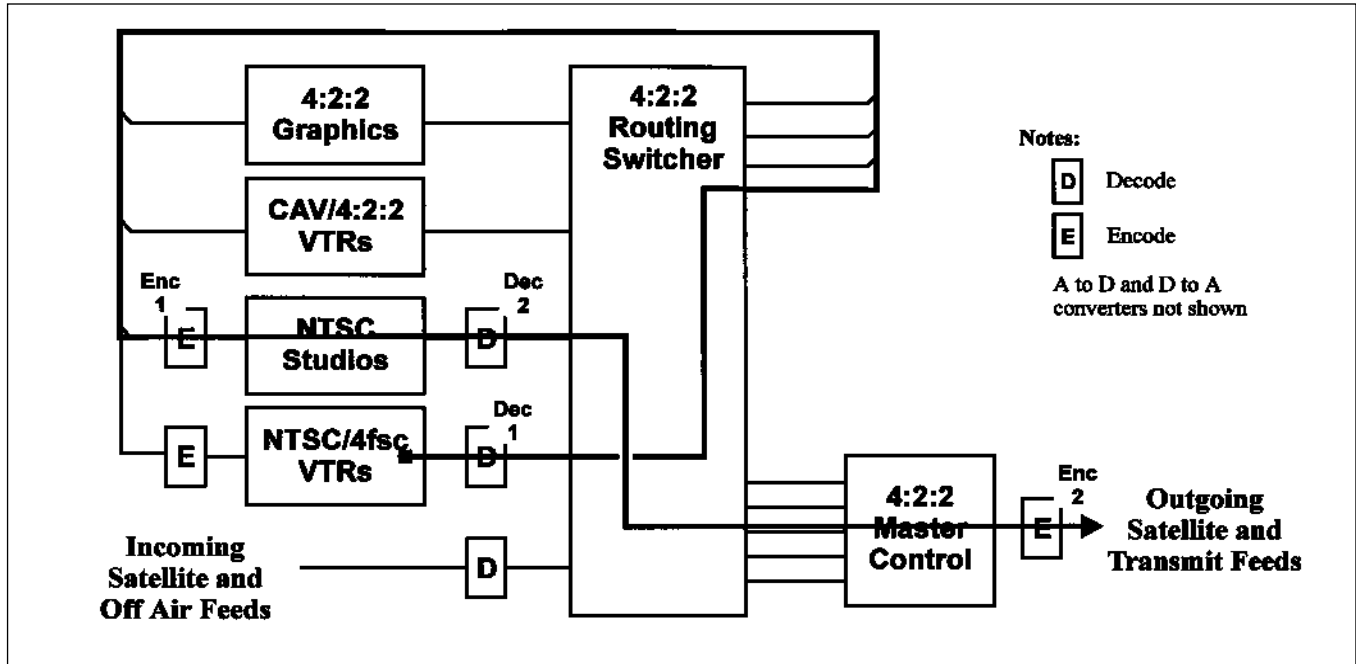 4:2:2
Graphics
4:2:2
Routing
Switcher
Notes:
D Decode
E Encode
A to D and D to A
converters not shown
CAV/4:2:2
VTRs
Enc
1
E
NTSC
Studios
Dec
2
D
E
NTSC/4fsc
VTRs
Dec
1
D
Incoming
Satellite and
Off Air Feeds
D
4:2:2
Master
Control
Enc
2
E
Outgoing
Satellite and
Transmit Feeds